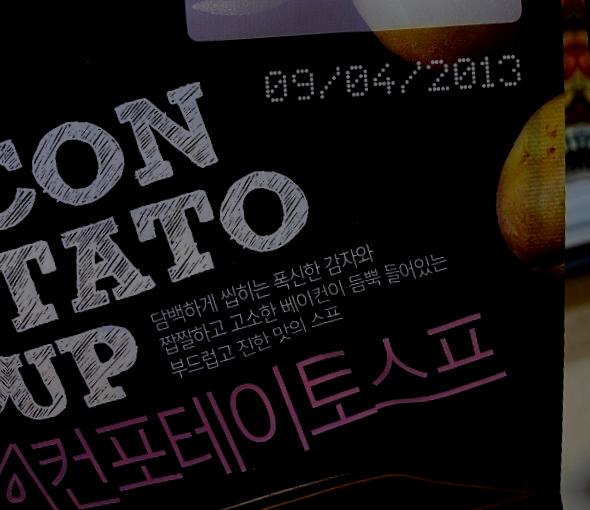 09/04/2013
CON
TATO
UP
담백하게 씹히는 폭신한 감자와
짭짤하고 고소한 베이컨이 듬뿍 들어있는
부드럽고 진한 맛의 스프
이컨포테이토스프